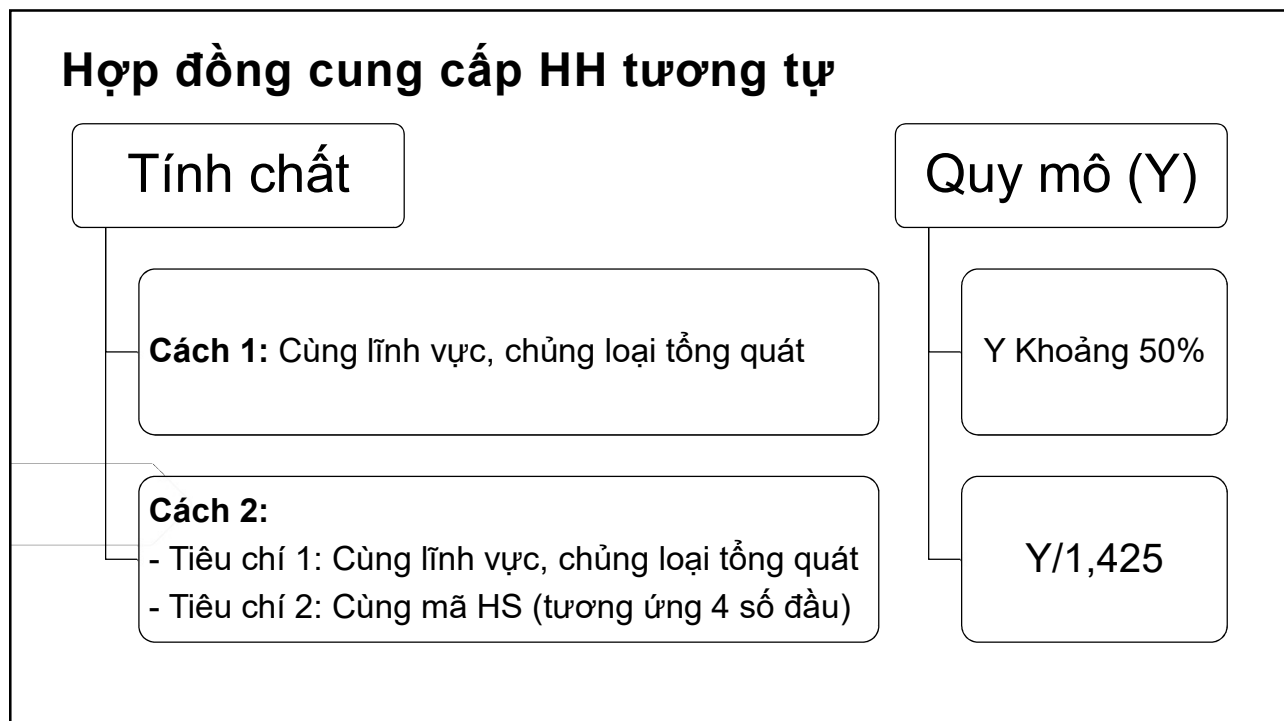 Hợp đồng cung cấp HH tương tự
Tính chất
Quy mô (Y)
Cách 1: Cùng lĩnh vực, chủng loại tổng quát
Y Khoảng 50%
Cách 2:
- Tiêu chí 1: Cùng lĩnh vực, chủng loại tổng quát
- Tiêu chí 2: Cùng mã HS (tương ứng 4 số đầu)
Y/1,425